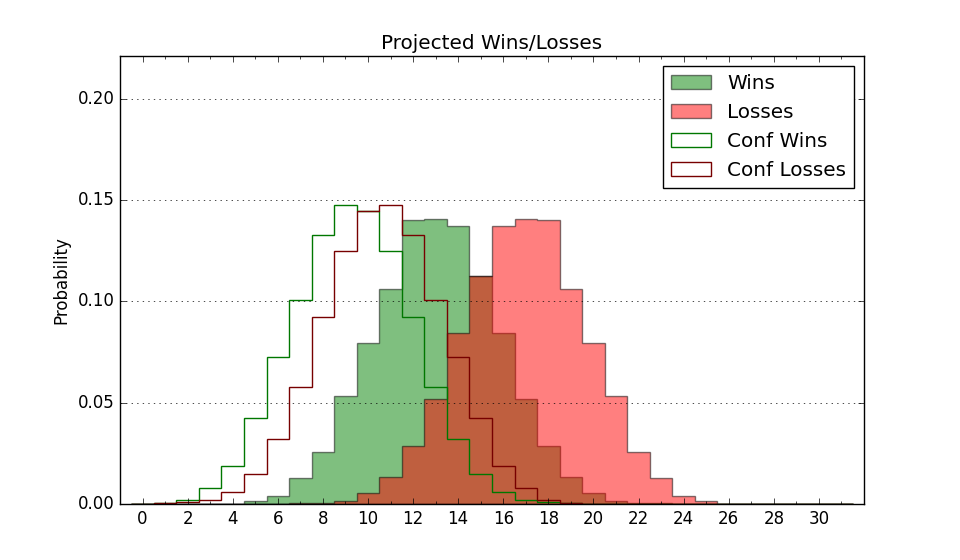 Projected Wins/Losses
Wins
Losses
Conf Wins
Conf Losses
Probability
0.20
0.15
0.10
0.05
0.00
0 2 4 6 8 10 12 14 16 18 20 22 24 26 28 30